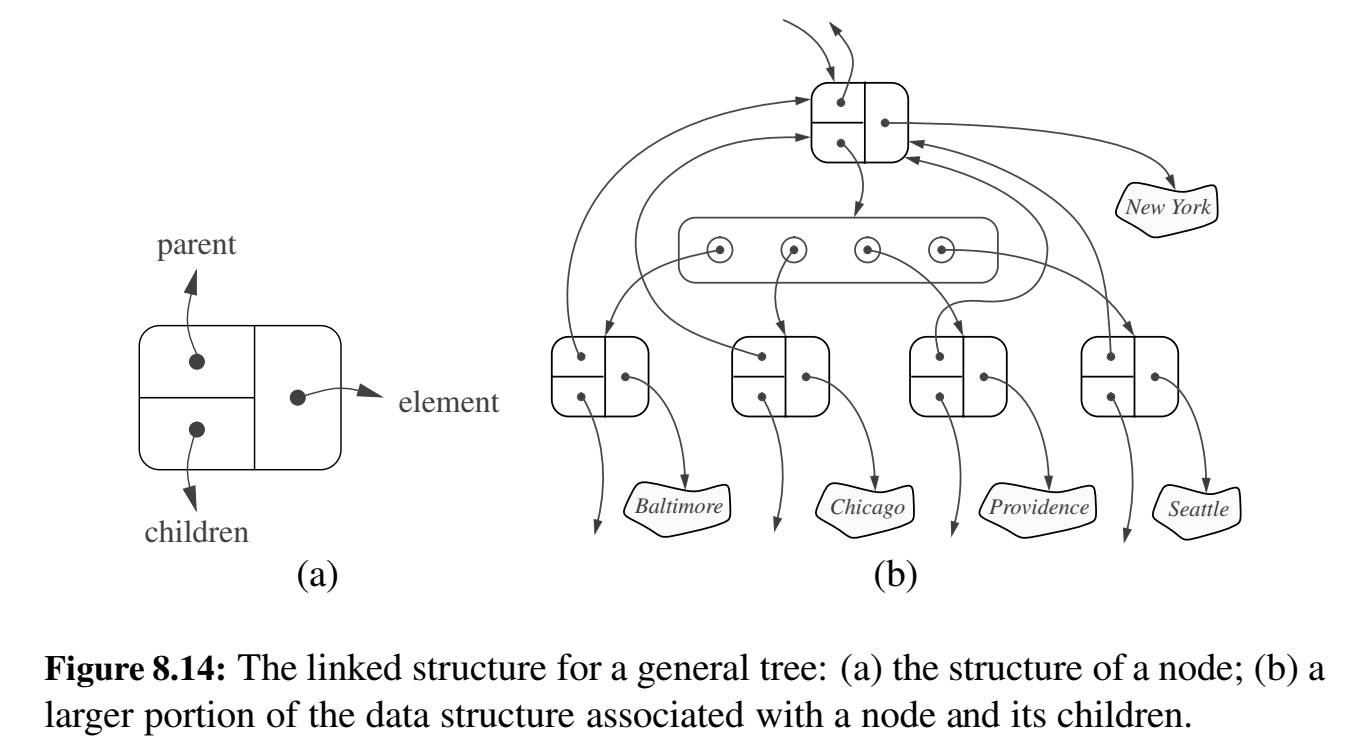 parent
element
children
(a)
New York
Baltimore
Chicago
Providence
Seattle
(b)
Figure 8.14: The linked structure for a general tree: (a) the structure of a node; (b) a
larger portion of the data structure associated with a node and its children.